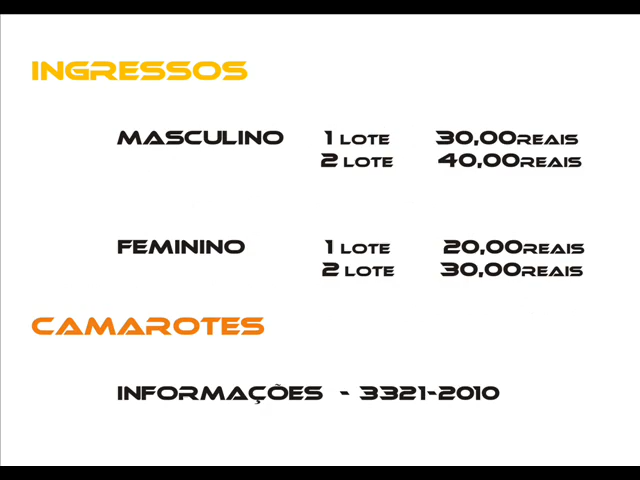 INGRESSOS
MASCULINO 1 LOTE 30,00REAIS
2 LOTE 40,00REAIS
FEMININO 1 LOTE 20,00REAIS
2 LOTE 30,00REAIS
CAMAROTES
INFORMAÇÕES - 3321-2010